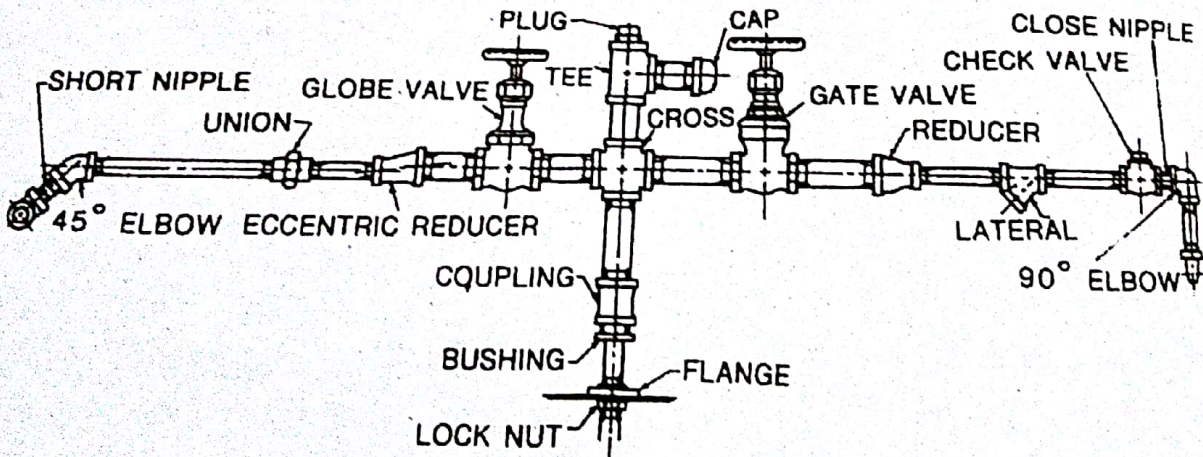 PLUG
CAP
CLOSE NIPPLE
CHECK VALVE
TEE
SHORT NIPPLE
GLOBE VALVE
GATE VALVE
UNION
CROSS
REDUCER
45° ELBOW
ECCENTRIC REDUCER
LATERAL
90° ELBOW
COUPLING
BUSHING
FLANGE
LOCK NUT